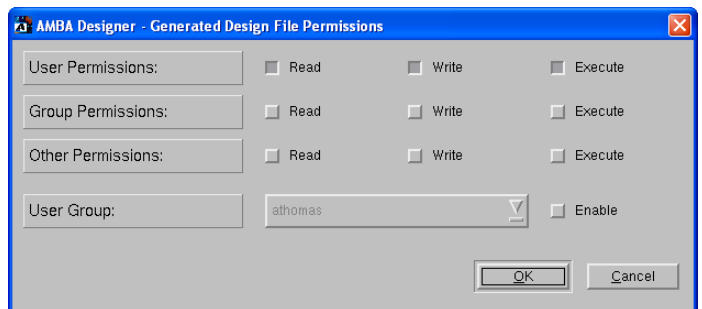 AMBA Designer - Generated Design File Permissions
User Permissions: Read Write Execute
Group Permissions: Read Write Execute
Other Permissions: Read Write Execute
User Group: athomas Enable
OK Cancel